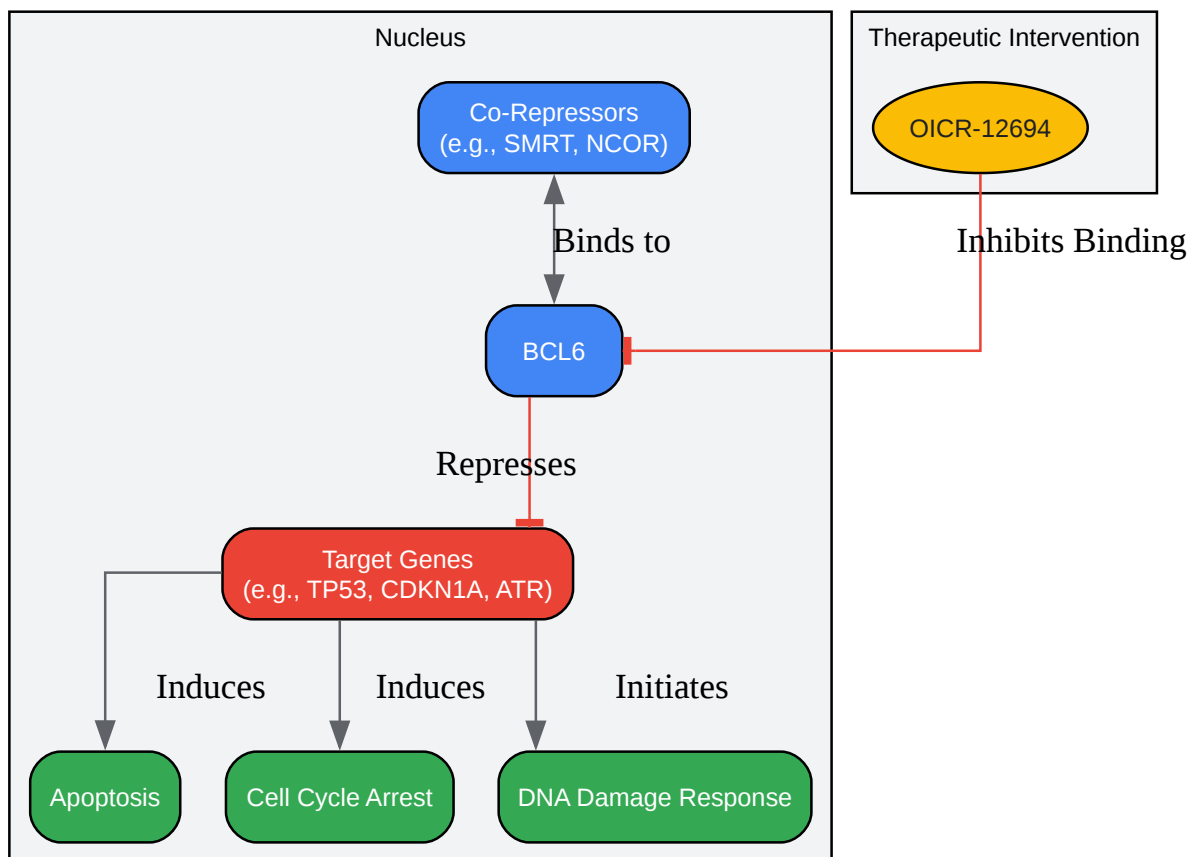 Nucleus
Therapeutic Intervention
Co-Repressors
(e.g., SMRT, NCOR)
OICR-12694
Binds to
Inhibits Binding
BCL6
Represses
Target Genes
(e.g., TP53, CDKN1A, ATR)
Induces
Induces
Initiates
Apoptosis
Cell Cycle Arrest
DNA Damage Response